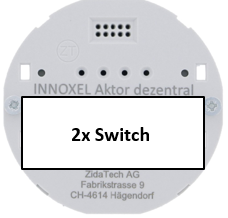 INNOXEL Aktor dezentral
2x Switch
ZidaTech AG
Fabrikstrasse 9
CH-4614 Hägendorf